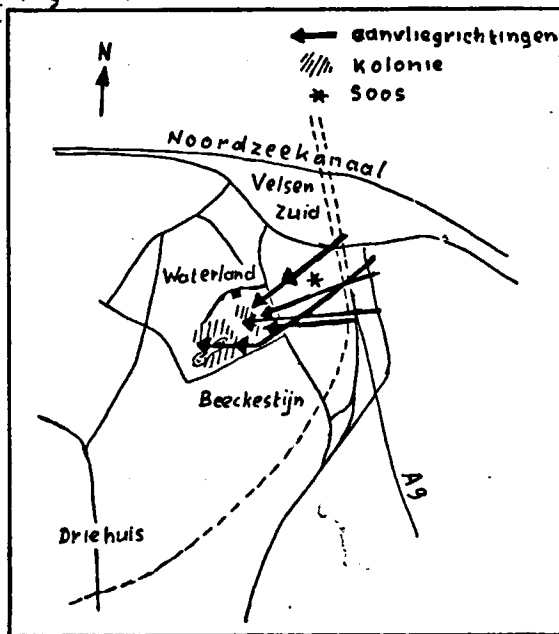 aanvliegrichtingen
Kolonie
Soos
N
Noordzeekanaal
Velsen
Zuid
Waterland
Beeckestijn
A9
Driehuis